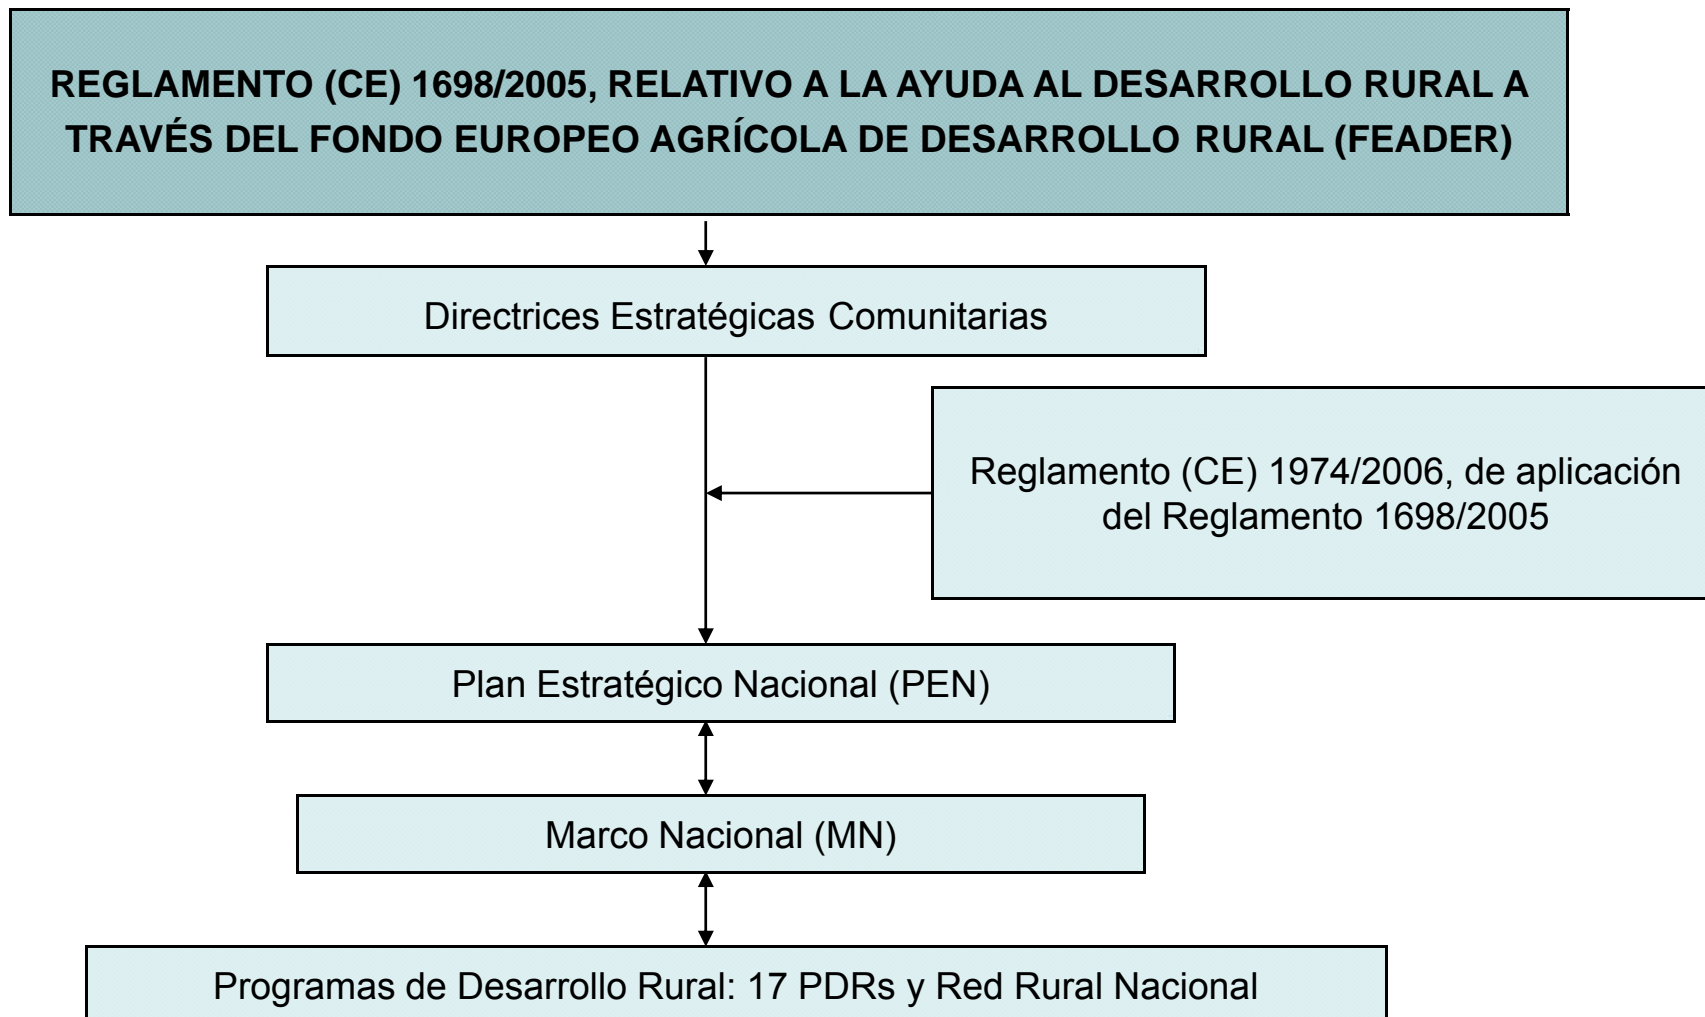 REGLAMENTO (CE) 1698/2005, RELATIVO A LA AYUDA AL DESARROLLO RURAL A
TRAVÉS DEL FONDO EUROPEO AGRÍCOLA DE DESARROLLO RURAL (FEADER)
Directrices Estratégicas Comunitarias
Reglamento (CE) 1974/2006, de aplicación
del Reglamento 1698/2005
Plan Estratégico Nacional (PEN)
Marco Nacional (MN)
Programas de Desarrollo Rural: 17 PDRs y Red Rural Nacional